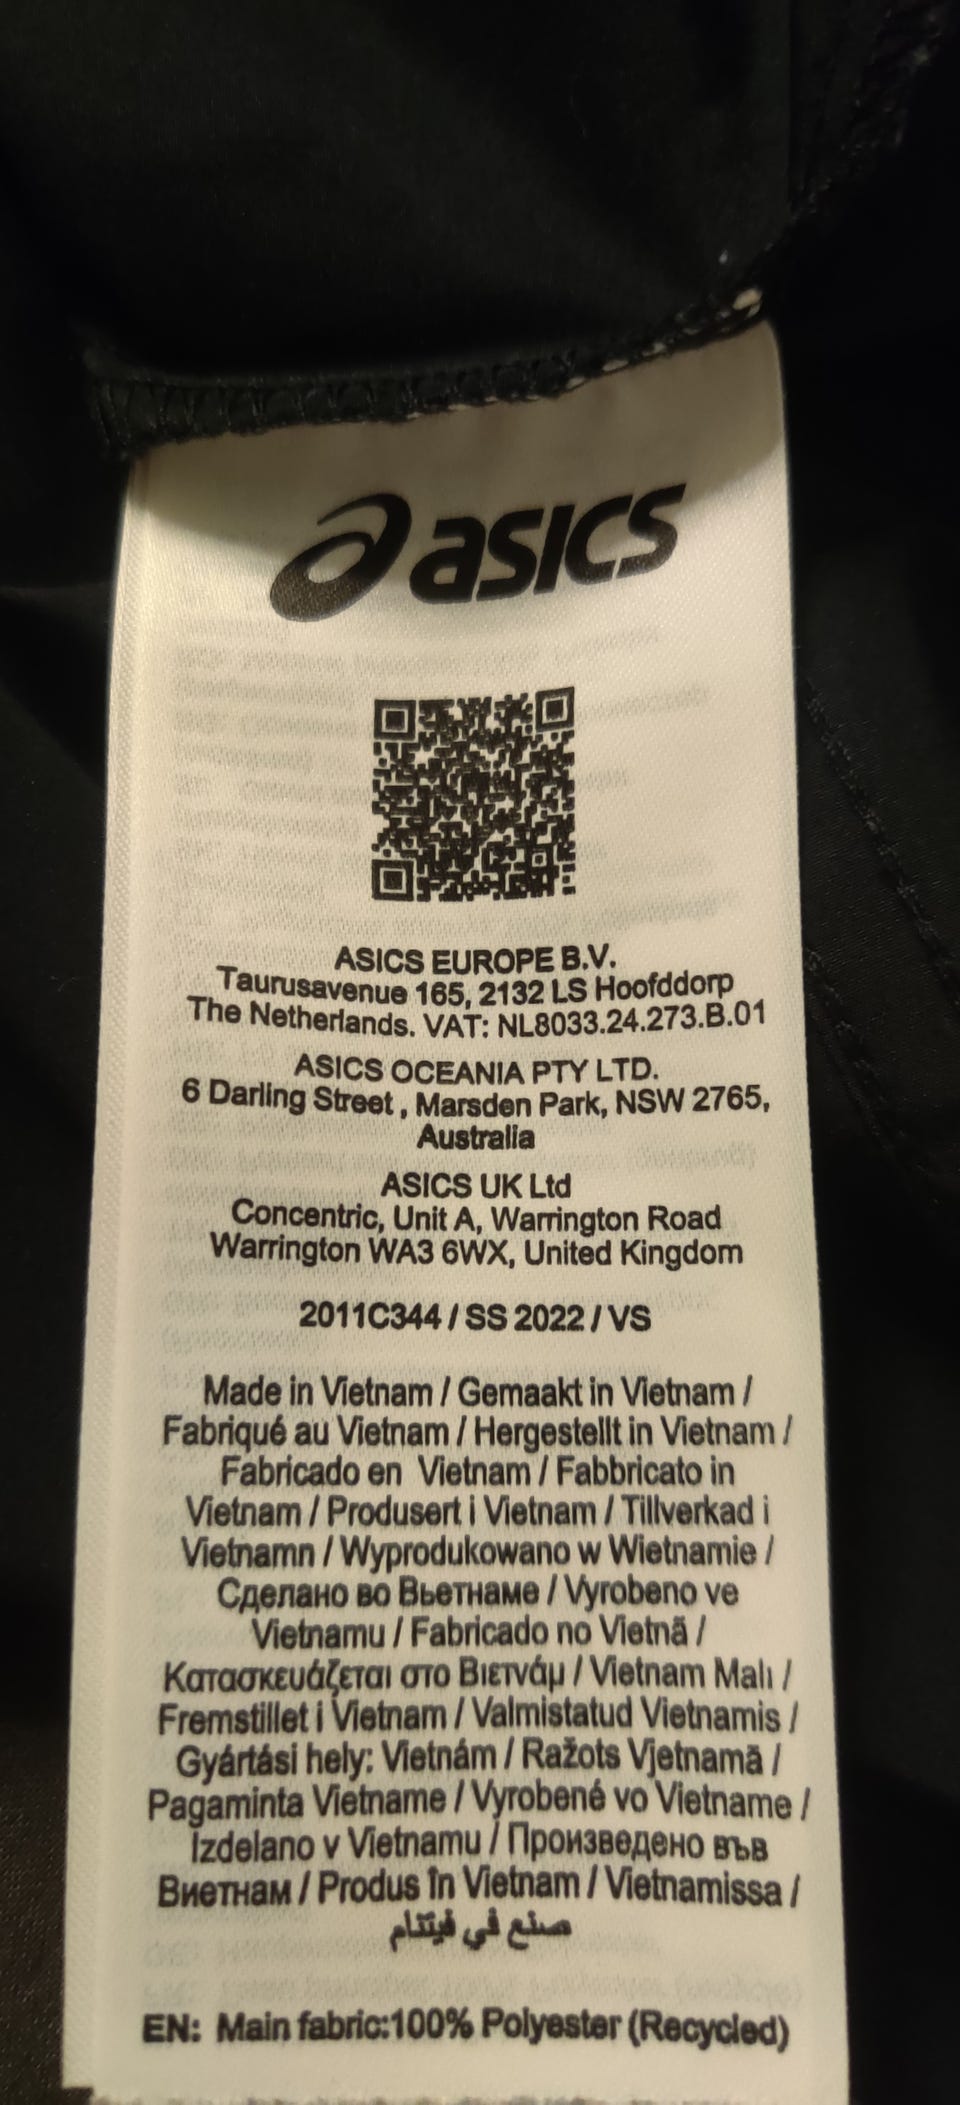 asics
ASICS EUROPE B.V.
Taurusavenue 165, 2132 LS Hoofddorp
The Netherlands. VAT: NL8033.24.273.B.01
ASICS OCEANIA PTY LTD.
6 Darling Street , Marsden Park, NSW 2765,
Australia
ASICS UK Ltd
Concentric, Unit A, Warrington Road
Warrington WA3 6WX, United Kingdom
2011C344 / SS 2022 / VS
Made in Vietnam / Gemaakt in Vietnam /
Fabriqué au Vietnam / Hergestellt in Vietnam /
Fabricado en Vietnam / Fabbricato in
Vietnam / Produsert i Vietnam / Tillverkad i
Vietnamn / Wyprodukowano w Wietnamie /
Сделано во Вьетнаме / Vyrobeno ve
Vietnamu / Fabricado no Vietnã /
Κατασκευάζεται στο Βιετνάμ / Vietnam Malı /
Fremstillet i Vietnam / Valmistatud Vietnamis /
Gyártási hely: Vietnám / Ražots Vjetnamā /
Pagaminta Vietname / Vyrobené vo Vietname /
Izdelano v Vietnamu / Произведено във
Виетнам / Produs în Vietnam / Vietnamissa /
صنع في فيتنام
EN: Main fabric:100% Polyester (Recycled)